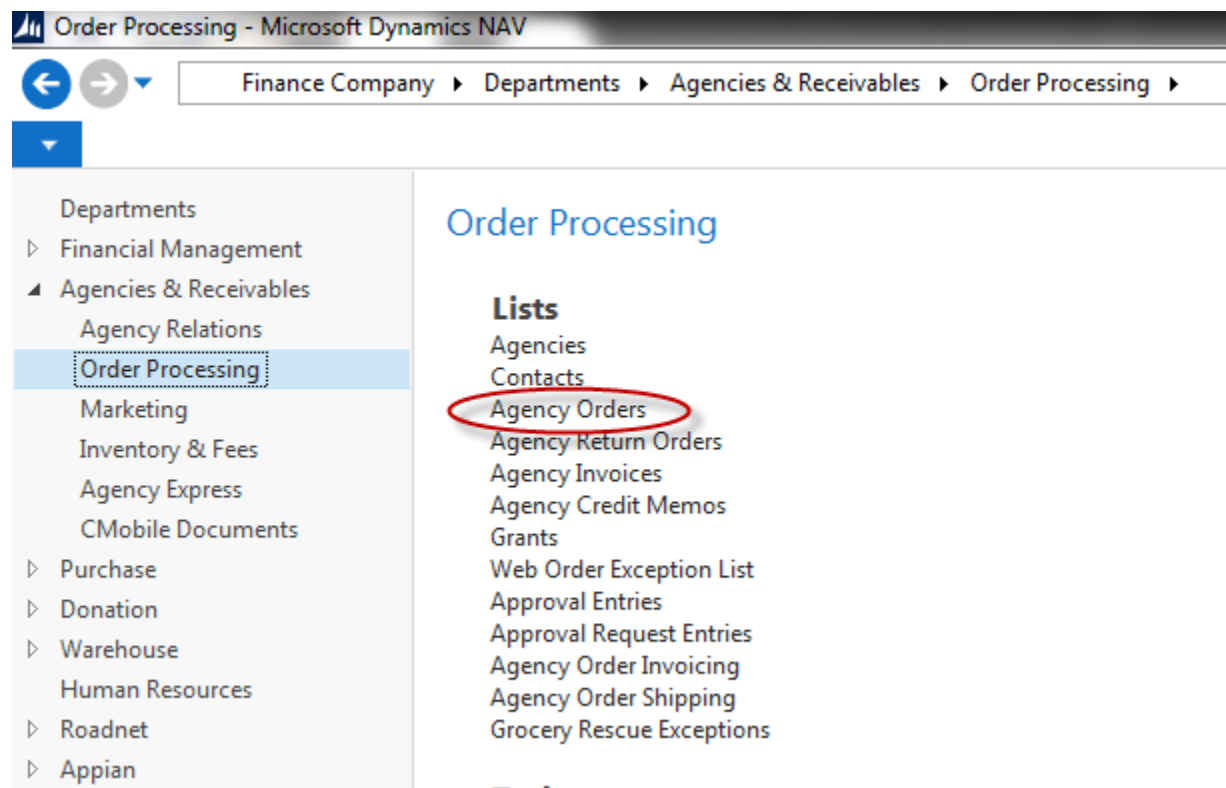 Order Processing - Microsoft Dynamics NAV
Finance Company Departments Agencies & Receivables Order Processing
Departments
Financial Management
Agencies & Receivables
Agency Relations
Order Processing
Marketing
Inventory & Fees
Agency Express
CMobile Documents
Purchase
Donation
Warehouse
Human Resources
Roadnet
Appian
Order Processing
Lists
Agencies
Contacts
Agency Orders
Agency Return Orders
Agency Invoices
Agency Credit Memos
Grants
Web Order Exception List
Approval Entries
Approval Request Entries
Agency Order Invoicing
Agency Order Shipping
Grocery Rescue Exceptions